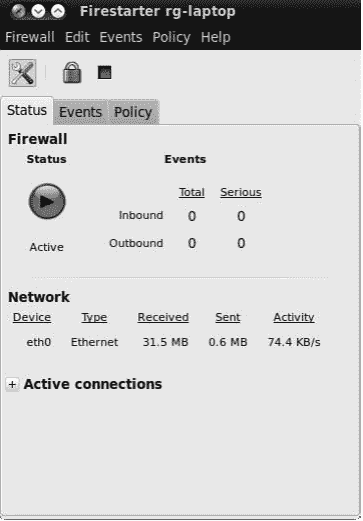 Firestarter rg-laptop
Firewall Edit Events Policy Help
Status Events Policy
Firewall
Status Events
Total Serious
Inbound 0 0
Outbound 0 0
Active
Network
Device Type Received Sent Activity
eth0 Ethernet 31.5 MB 0.6 MB 74.4 KB/s
Active connections